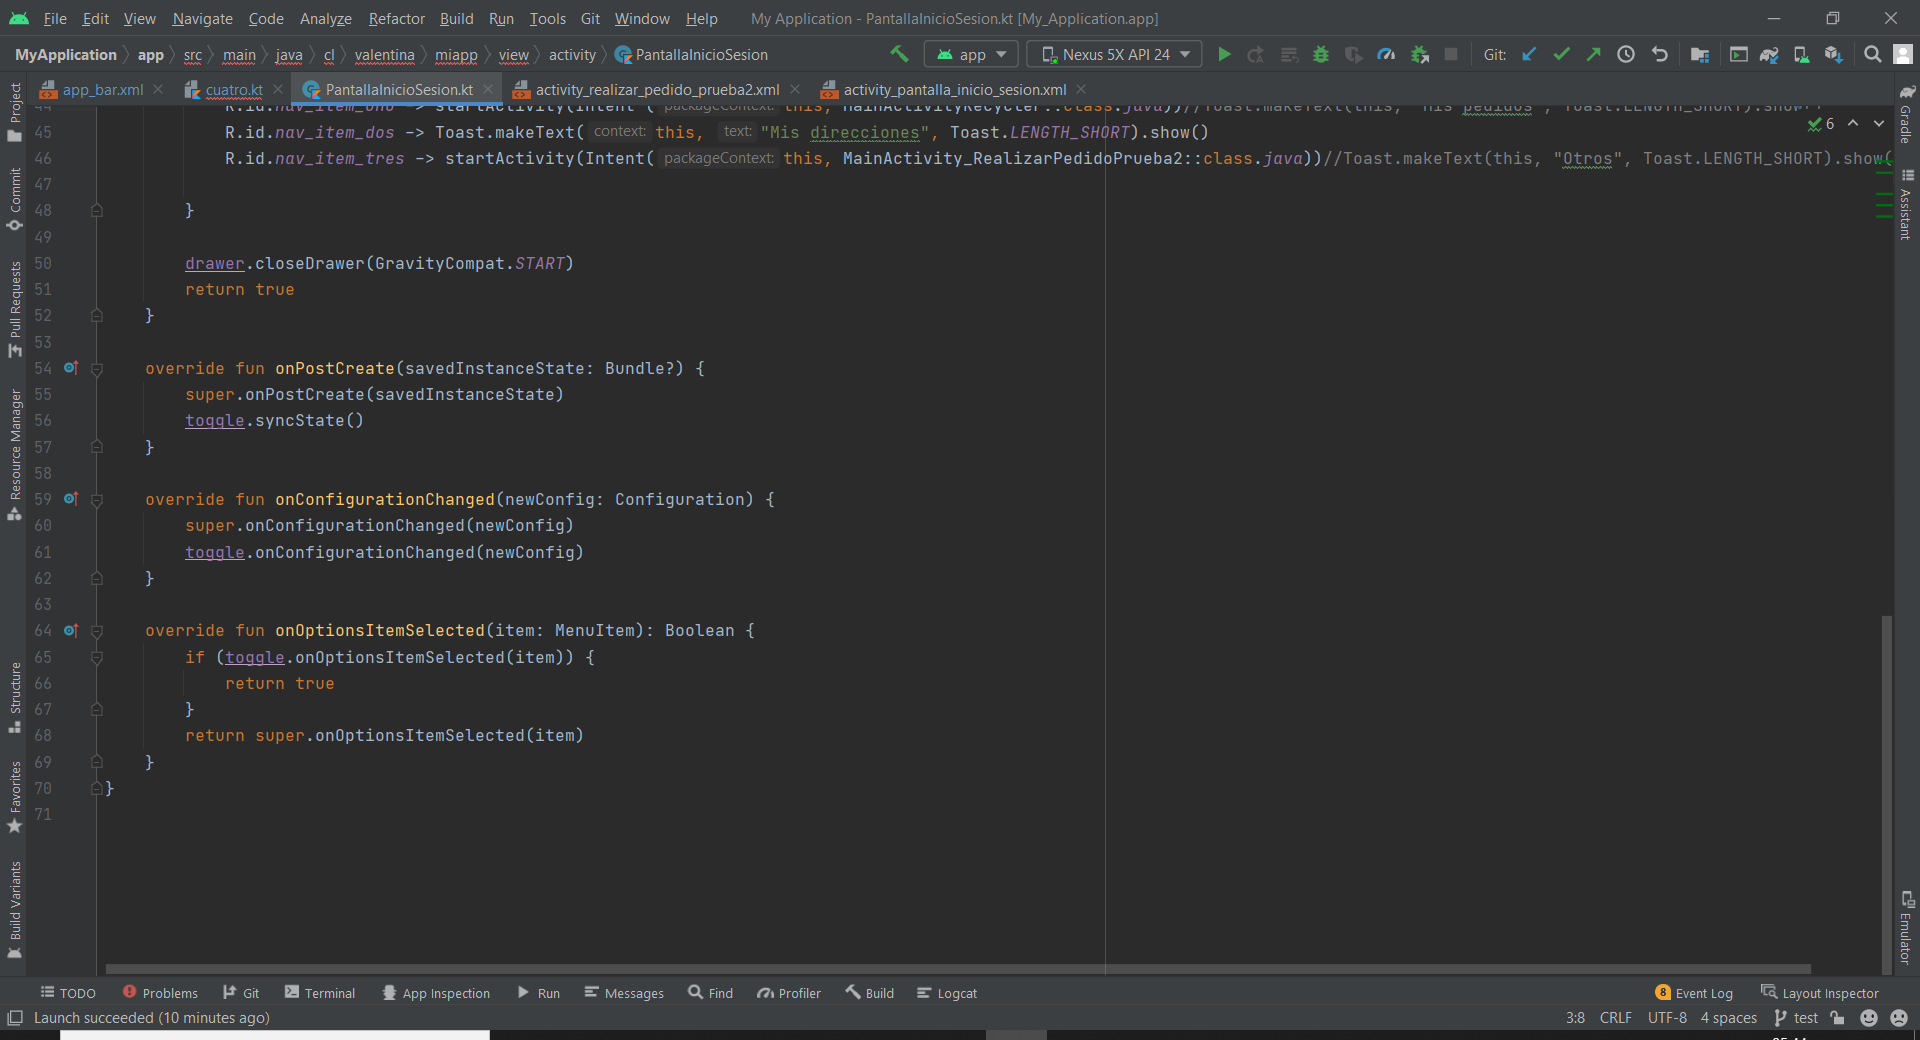 File Edit View Navigate Code Analyze Refactor Build Run Tools Git Window Help My Application - PantallaInicioSesion.kt [My_Application.app]
MyApplication app src main java cl valentina miapp view activity PantallaInicioSesion app Nexus 5X API 24 Git:
app_bar.xml cuatro.kt PantallaInicioSesion.kt activity_realizar_pedido_prueba2.xml activity_pantalla_inicio_sesion.xml
44 R.id.nav_item_uno -> startActivity(Intent (packageContext: this, MainActivityRecycler::class.java))//Toast.makeText(this, "Mis pedidos", Toast.LENGTH_SHORT).show()
45 R.id.nav_item_dos -> Toast.makeText( context: this, text: "Mis direcciones", Toast.LENGTH_SHORT).show()
6
46 R.id.nav_item_tres -> startActivity(Intent( packageContext: this, MainActivity_RealizarPedidoPrueba2::class.java))//Toast.makeText(this, "Otros", Toast.LENGTH_SHORT).show(
47
48 }
49
50 drawer.closeDrawer(GravityCompat.START)
51 return true
52 }
53
54 override fun onPostCreate(savedInstanceState: Bundle?) {
55 super.onPostCreate(savedInstanceState)
56 toggle.syncState()
57 }
58
59 override fun onConfigurationChanged(newConfig: Configuration) {
60 super.onConfigurationChanged(newConfig)
61 toggle.onConfigurationChanged(newConfig)
62 }
63
64 override fun onOptionsItemSelected(item: MenuItem): Boolean {
65 if (toggle.onOptionsItemSelected(item)) {
66 return true
67 }
68 return super.onOptionsItemSelected(item)
69 }
70 }
71
Project
Commit
Pull Requests
Resource Manager
Structure
Favorites
Build Variants
Gradle
Assistant
Emulator
TODO Problems Git Terminal App Inspection Run Messages Find Profiler Build Logcat 8 Event Log Layout Inspector
Launch succeeded (10 minutes ago) 3:8 CRLF UTF-8 4 spaces test